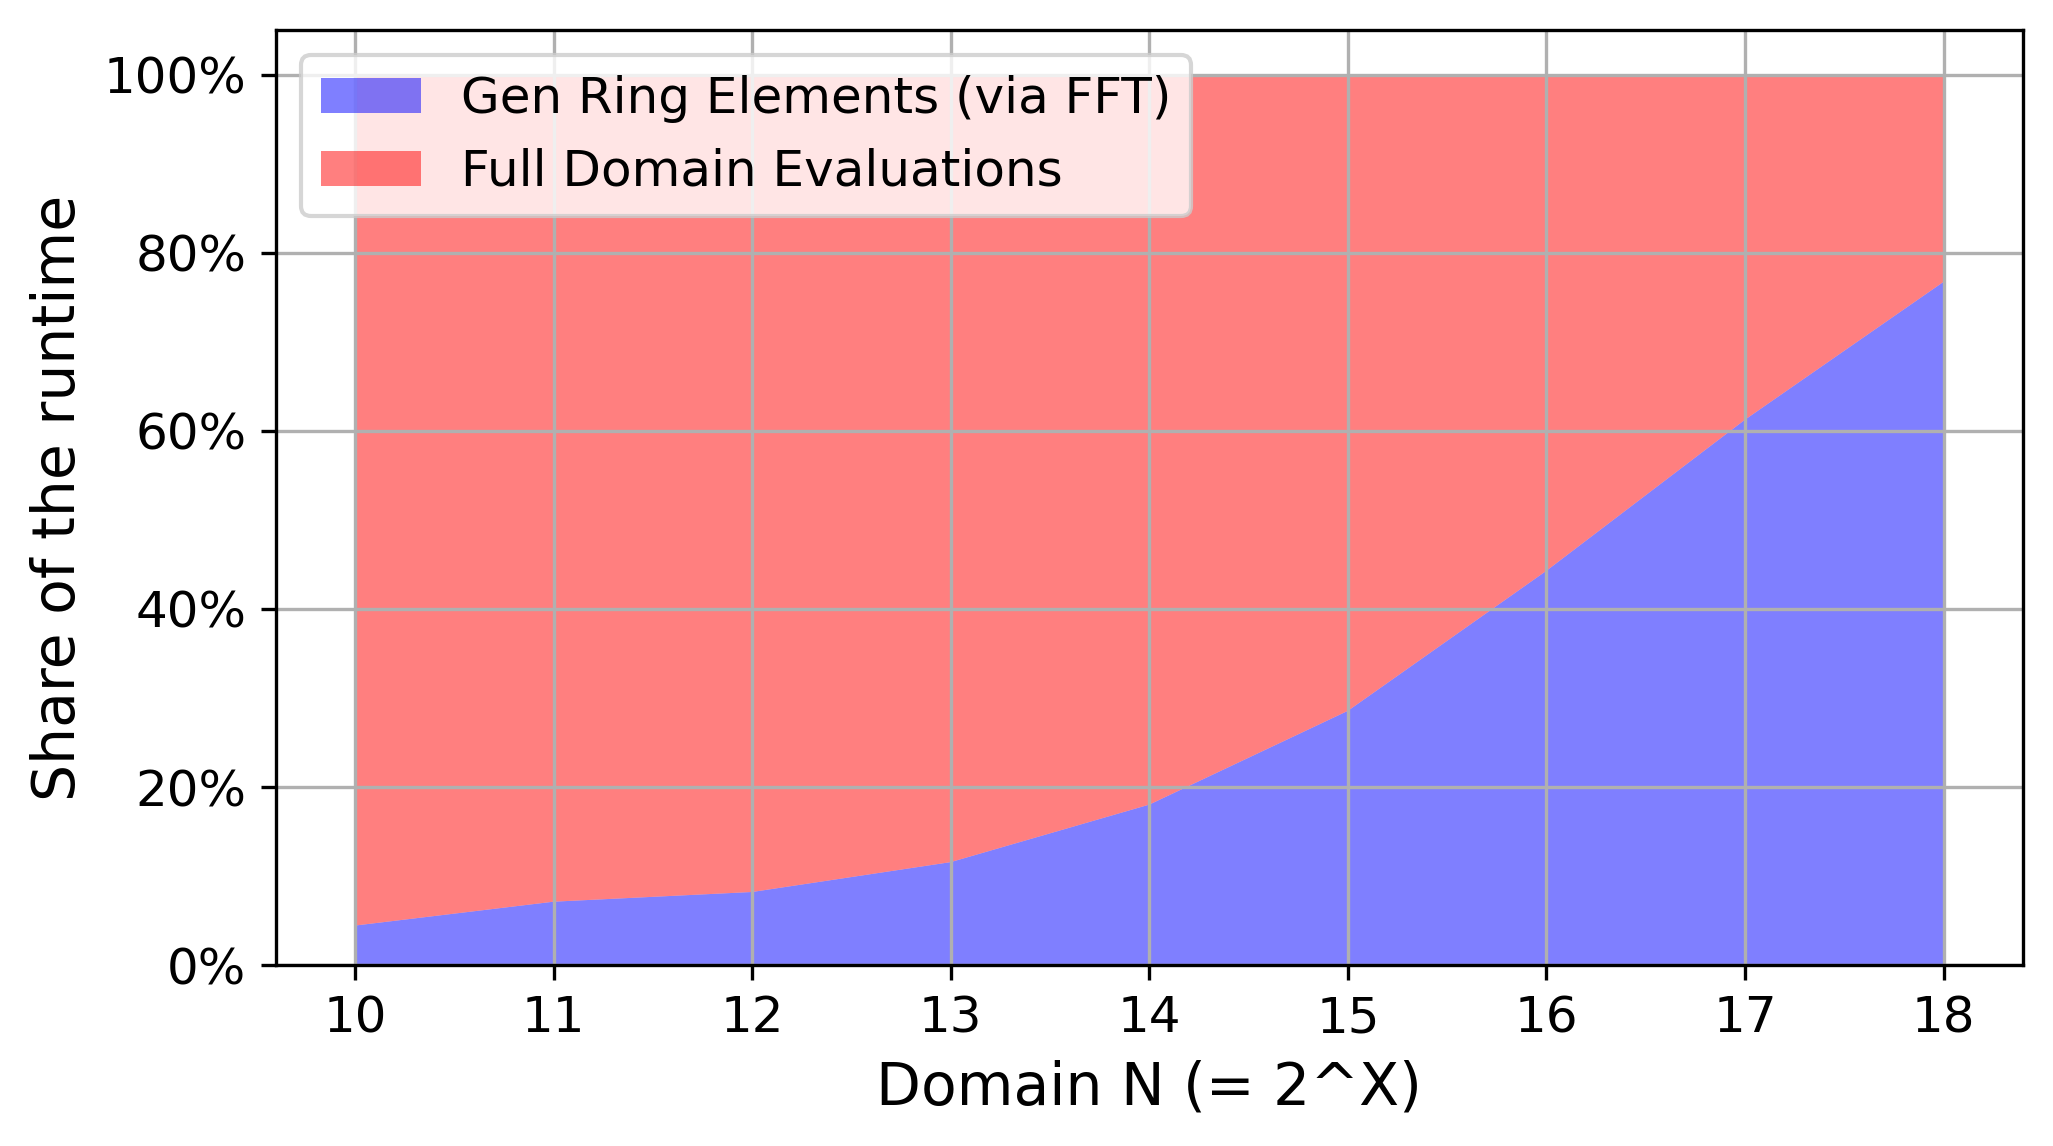 100%
80%
60%
40%
20%
0%
Share of the runtime
Gen Ring Elements (via FFT)
Full Domain Evaluations
10 11 12 13 14 15 16 17 18
Domain N (= 2^X)